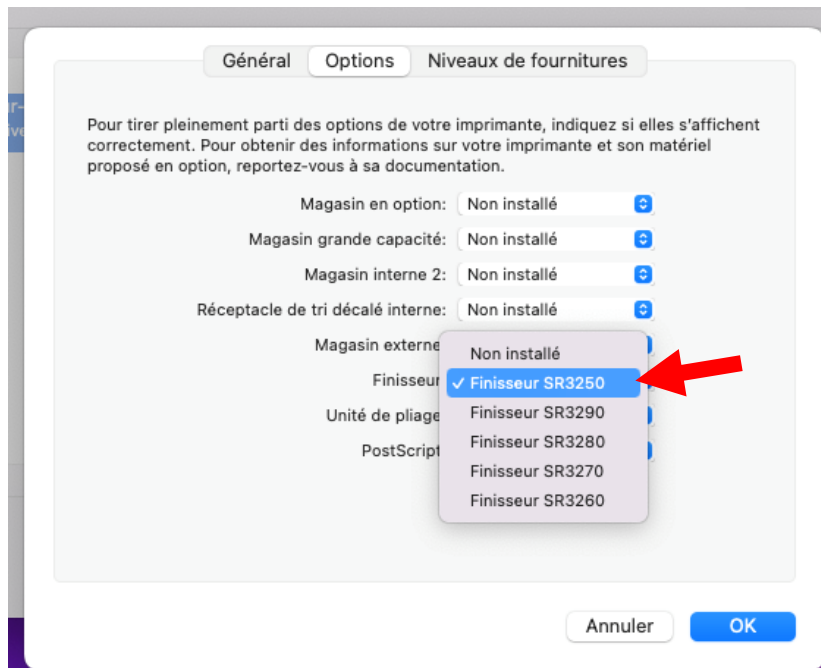 Général Options Niveaux de fournitures
Pour tirer pleinement parti des options de votre imprimante, indiquez si elles s'affichent
correctement. Pour obtenir des informations sur votre imprimante et son matériel
proposé en option, reportez-vous à sa documentation.
Magasin en option: Non installé
Magasin grande capacité: Non installé
Magasin interne 2: Non installé
Réceptacle de tri décalé interne: Non installé
Magasin externe
Non installé
Finisseur ✓ Finisseur SR3250
Unité de pliage Finisseur SR3290
PostScript Finisseur SR3280
Finisseur SR3270
Finisseur SR3260
Annuler OK